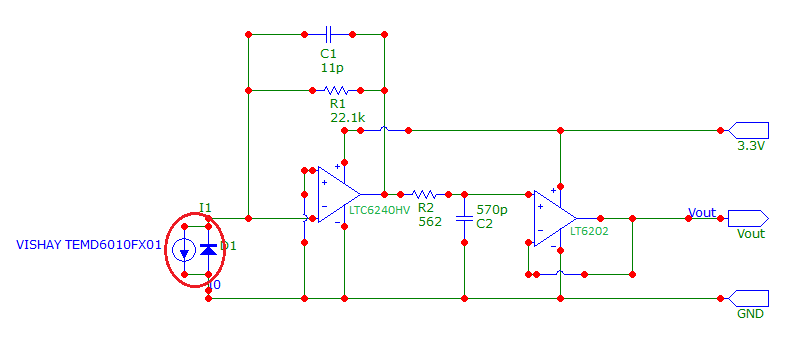 C1
11p
R1
22.1k
3.3V
+
+
-
-
LTC6240HV
R2
562
570p
C2
+
+
-
-
LT6202
Vout
Vout
I1
VISHAY TEMD6010FX01
D1
GND